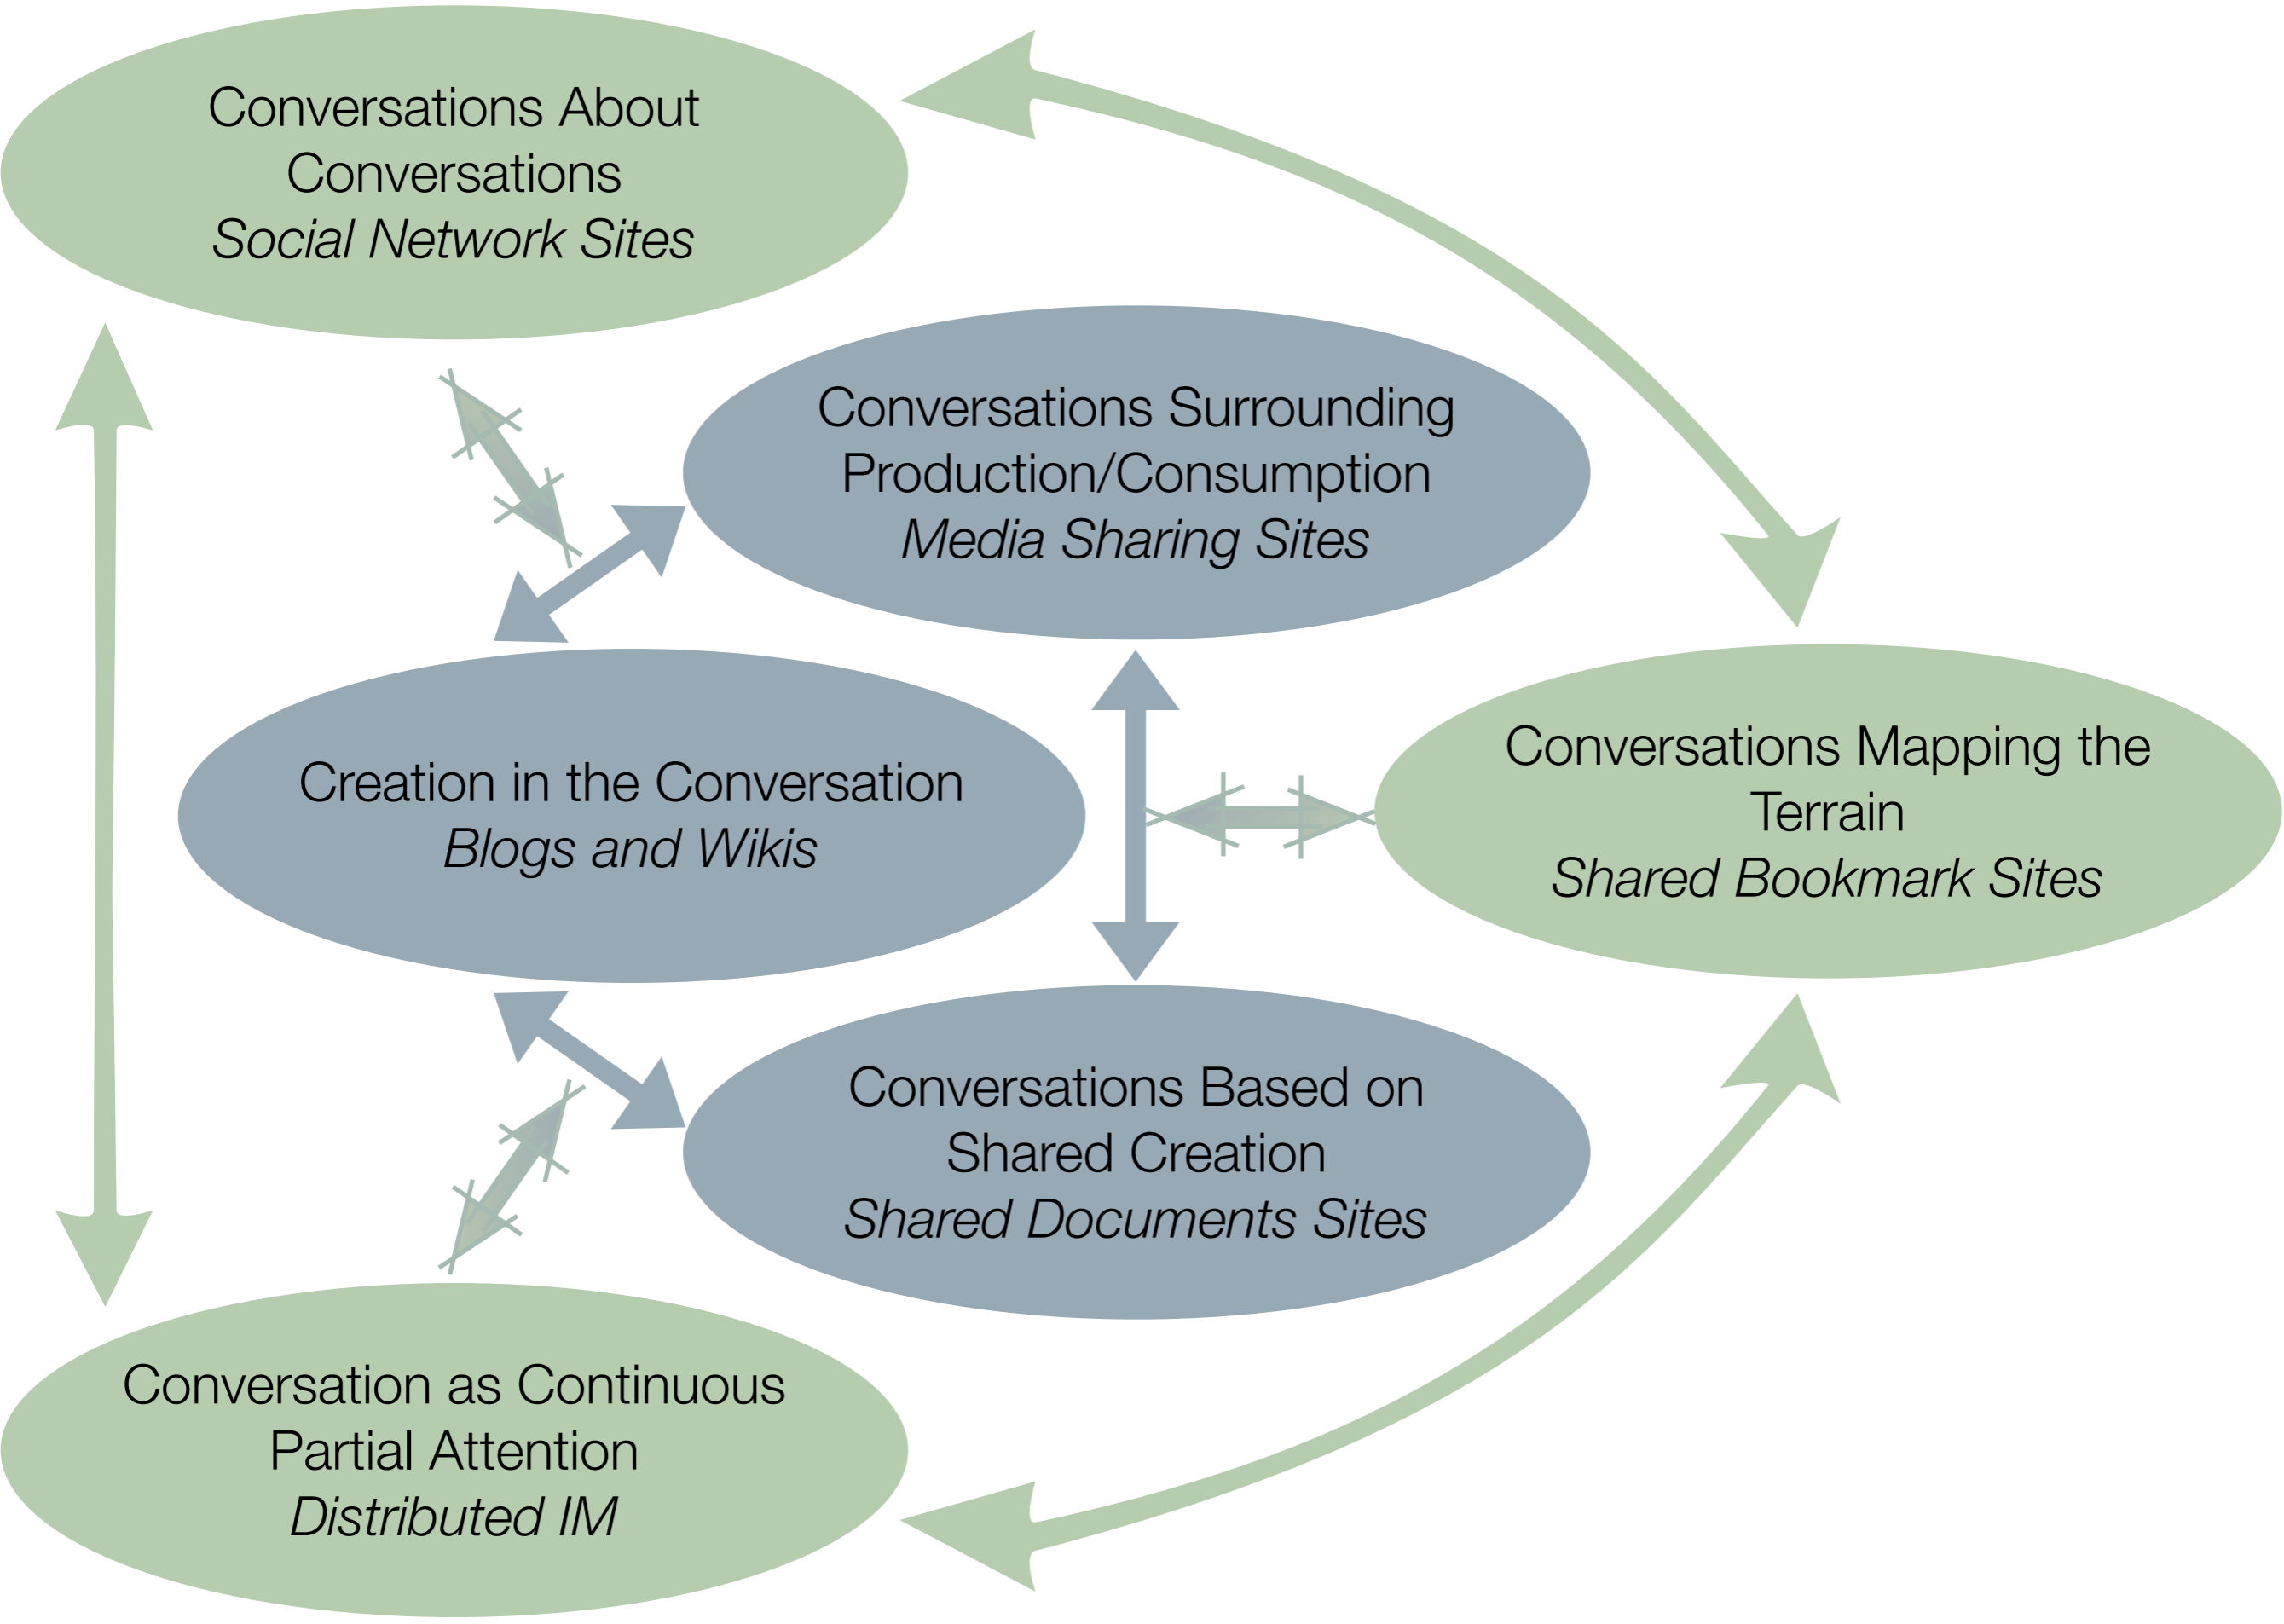 Conversations About
Conversations
Social Network Sites
Conversations Surrounding
Production/Consumption
Media Sharing Sites
Creation in the Conversation
Blogs and Wikis
Conversations Mapping the
Terrain
Shared Bookmark Sites
Conversations Based on
Shared Creation
Shared Documents Sites
Conversation as Continuous
Partial Attention
Distributed IM